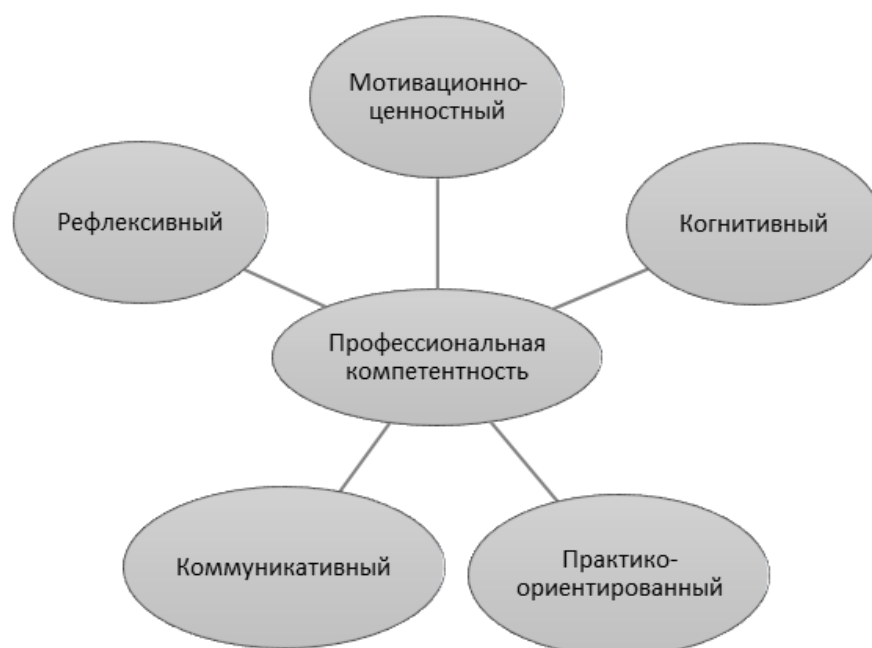 Мотивационно-
ценностный
Рефлексивный
Когнитивный
Профессиональная
компетентность
Коммуникативный
Практико-
ориентированный